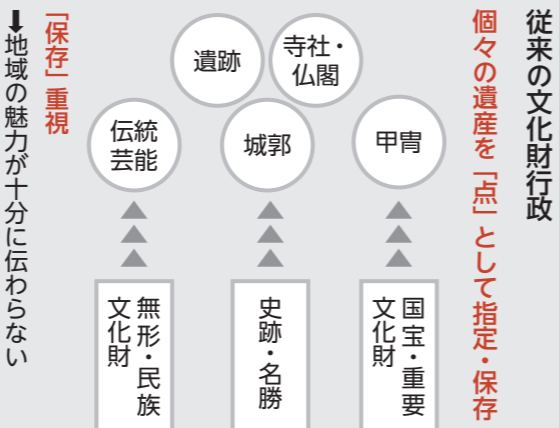 従来の文化財行政
個々の遺産を「点」として指定・保存
遺跡
寺社・
仏閣
伝統
芸能
城郭
甲冑
国宝・重要
文化財
史跡・名勝
無形・民族
文化財
「保存」重視
➡地域の魅力が十分に伝わらない